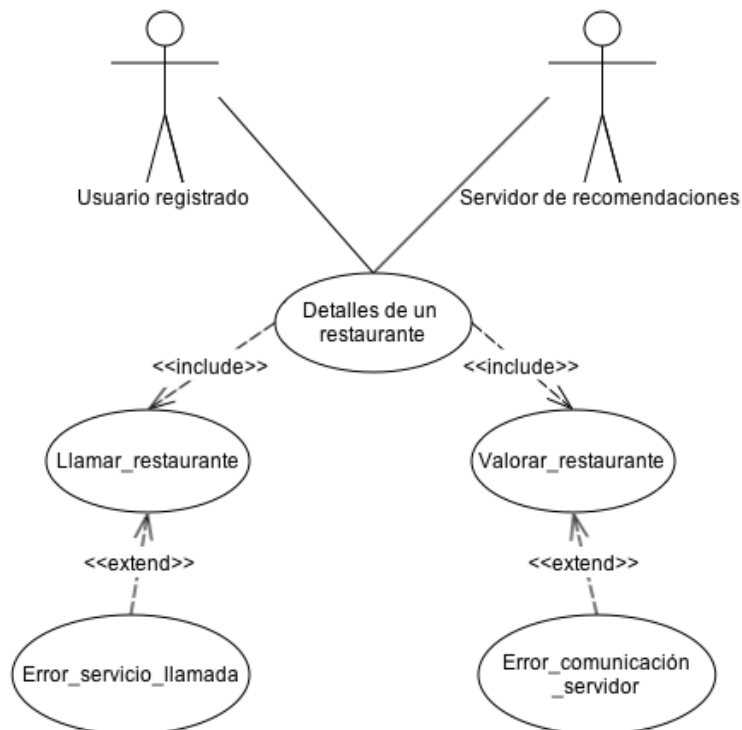 Usuario registrado
Servidor de recomendaciones
Detalles de un
restaurante
<<include>>
<<include>>
Llamar_restaurante
Valorar_restaurante
<<extend>>
<<extend>>
Error_servicio_llamada
Error_comunicación
_servidor